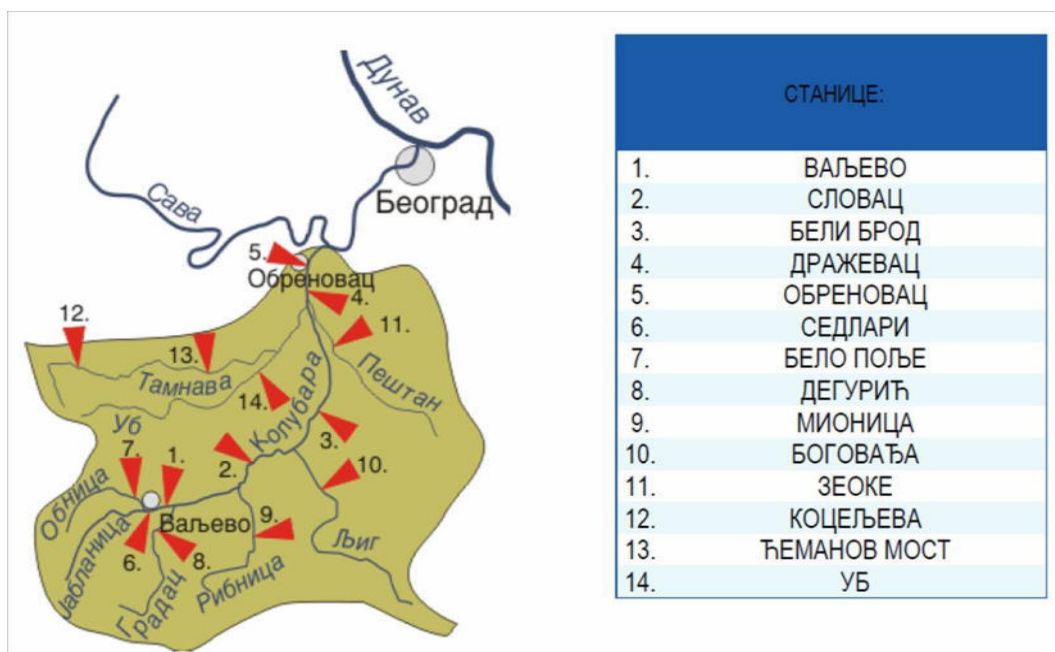 Дунав
Београд
Сава
5.
Обреновац
4.
12.
11.
13.
Тамнава
Пештан
14.
Колубара
Уб
3.
7.
1.
2.
10.
Обница
Ваљево
9.
Љиг
6.
8.
Јабланица
Градац
Рибница
СТАНИЦЕ:
1. ВАЉЕВО
2. СЛОВАЦ
3. БЕЛИ БРОД
4. ДРАЖЕВАЦ
5. ОБРЕНОВАЦ
6. СЕДЛАРИ
7. БЕЛО ПОЉЕ
8. ДЕГУРИЋ
9. МИОНИЦА
10. БОГОВАЂА
11. ЗЕОКЕ
12. КОЦЕЉЕВА
13. ЋЕМАНОВ МОСТ
14. УБ